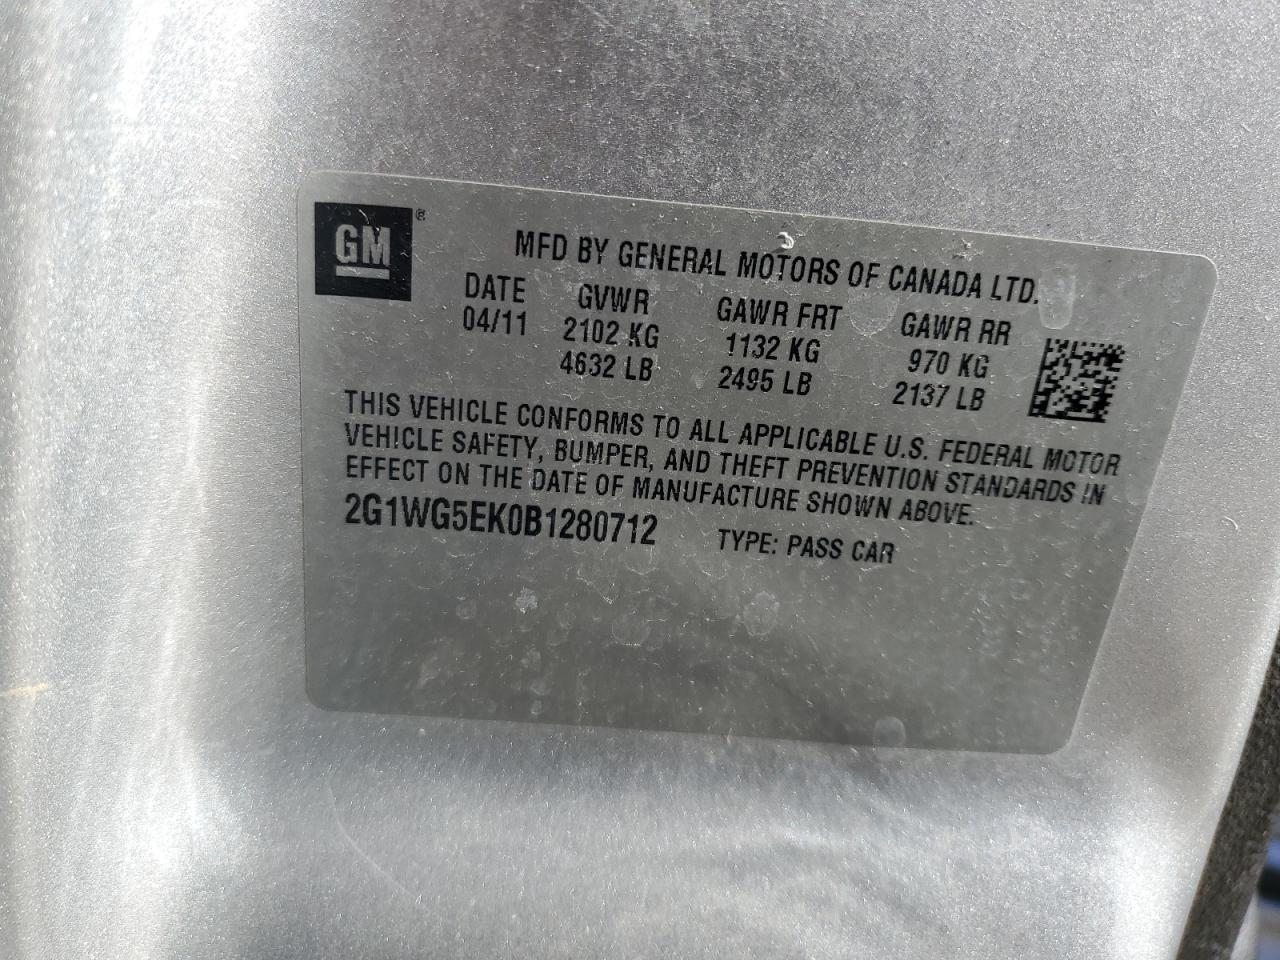 GM®
MFD BY GENERAL MOTORS OF CANADA LTD.
DATE GVWR GAWR FRT GAWR RR
04/11 2102 KG 1132 KG 970 KG
4632 LB 2495 LB 2137 LB
THIS VEHICLE CONFORMS TO ALL APPLICABLE U.S. FEDERAL MOTOR
VEHICLE SAFETY, BUMPER, AND THEFT PREVENTION STANDARDS IN
EFFECT ON THE DATE OF MANUFACTURE SHOWN ABOVE.
2G1WG5EK0B1280712 TYPE: PASS CAR